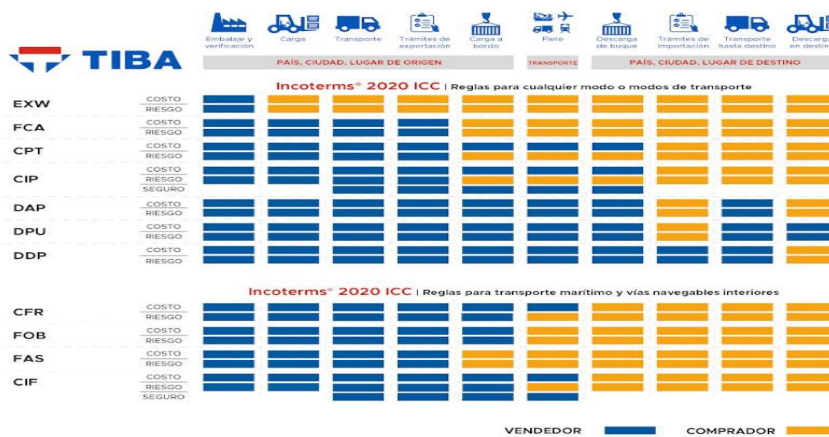 Embalaje y verificación
Carga
Transporte
Trámites de exportación
Carga a bordo
Flete
Descarga de buque
Trámites de importación
Transporte hasta destino
Descarga en destino
TIBA
PAÍS, CIUDAD, LUGAR DE ORIGEN
TRANSPORTE
PAÍS, CIUDAD, LUGAR DE DESTINO
Incoterms® 2020 ICC | Reglas para cualquier modo o modos de transporte
EXW
COSTO
RIESGO
FCA
COSTO
RIESGO
CPT
COSTO
RIESGO
CIP
COSTO
RIESGO
SEGURO
DAP
COSTO
RIESGO
DPU
COSTO
RIESGO
DDP
COSTO
RIESGO
Incoterms® 2020 ICC | Reglas para transporte marítimo y vías navegables interiores
CFR
COSTO
RIESGO
FOB
COSTO
RIESGO
FAS
COSTO
RIESGO
CIF
COSTO
RIESGO
SEGURO
VENDEDOR
COMPRADOR